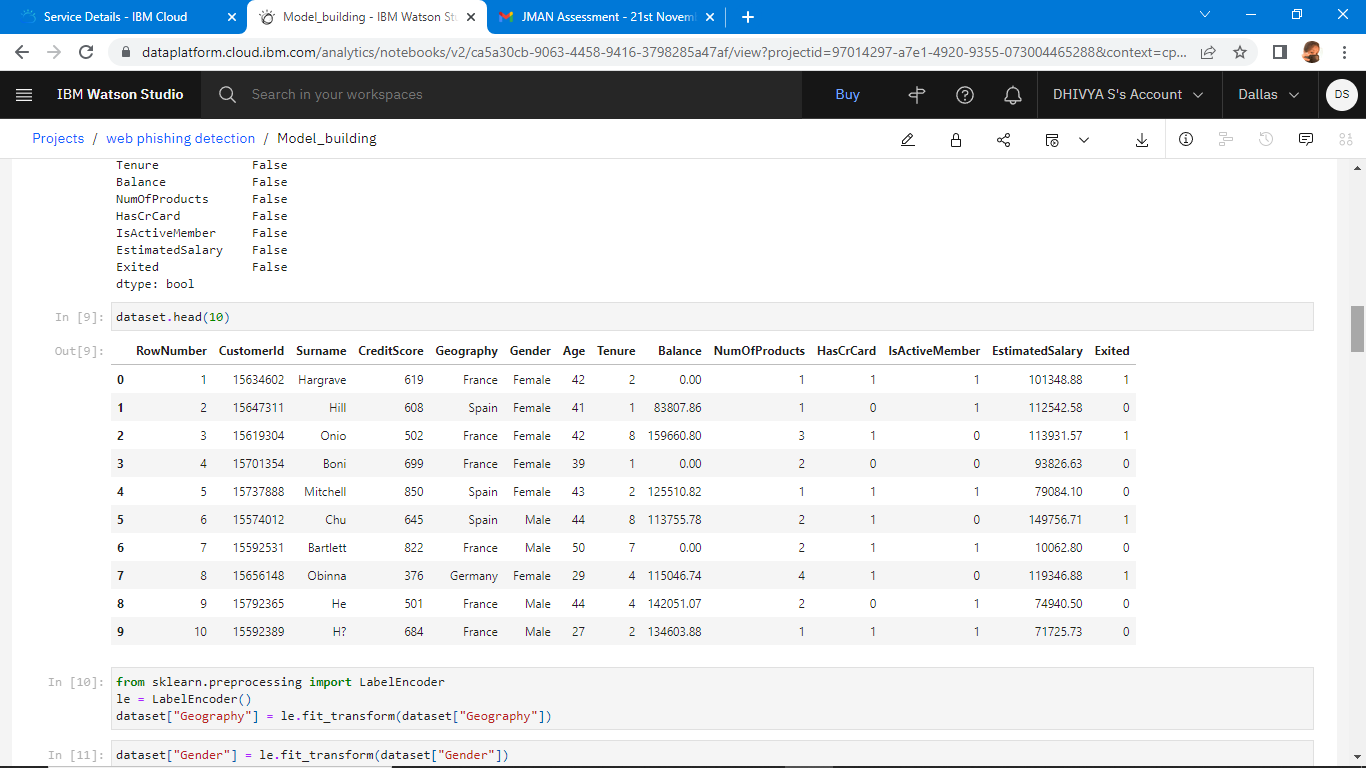 Service Details - IBM Cloud
Model_building - IBM Watson Stu
JMAN Assessment - 21st Novem
dataplatform.cloud.ibm.com/analytics/notebooks/v2/ca5a30cb-9063-4458-9416-3798285a47af/view?projectid=97014297-a7e1-4920-9355-073004465288&context=cp...
IBM Watson Studio
Search in your workspaces
Buy
DHIVYA S's Account
Dallas
DS
Projects / web phishing detection / Model_building
Tenure False
Balance False
NumOfProducts False
HasCrCard False
IsActiveMember False
EstimatedSalary False
Exited False
dtype: bool
In [9]: dataset.head(10)
Out[9]: RowNumber CustomerId Surname CreditScore Geography Gender Age Tenure Balance NumOfProducts HasCrCard IsActiveMember EstimatedSalary Exited
0 1 15634602 Hargrave 619 France Female 42 2 0.00 1 1 1 101348.88 1
1 2 15647311 Hill 608 Spain Female 41 1 83807.86 1 0 1 112542.58 0
2 3 15619304 Onio 502 France Female 42 8 159660.80 3 1 0 113931.57 1
3 4 15701354 Boni 699 France Female 39 1 0.00 2 0 0 93826.63 0
4 5 15737888 Mitchell 850 Spain Female 43 2 125510.82 1 1 1 79084.10 0
5 6 15574012 Chu 645 Spain Male 44 8 113755.78 2 1 0 149756.71 1
6 7 15592531 Bartlett 822 France Male 50 7 0.00 2 1 1 10062.80 0
7 8 15656148 Obinna 376 Germany Female 29 4 115046.74 4 1 0 119346.88 1
8 9 15792365 He 501 France Male 44 4 142051.07 2 0 1 74940.50 0
9 10 15592389 H? 684 France Male 27 2 134603.88 1 1 1 71725.73 0
In [10]: from sklearn.preprocessing import LabelEncoder
le = LabelEncoder()
dataset["Geography"] = le.fit_transform(dataset["Geography"])
In [11]: dataset["Gender"] = le.fit_transform(dataset["Gender"])